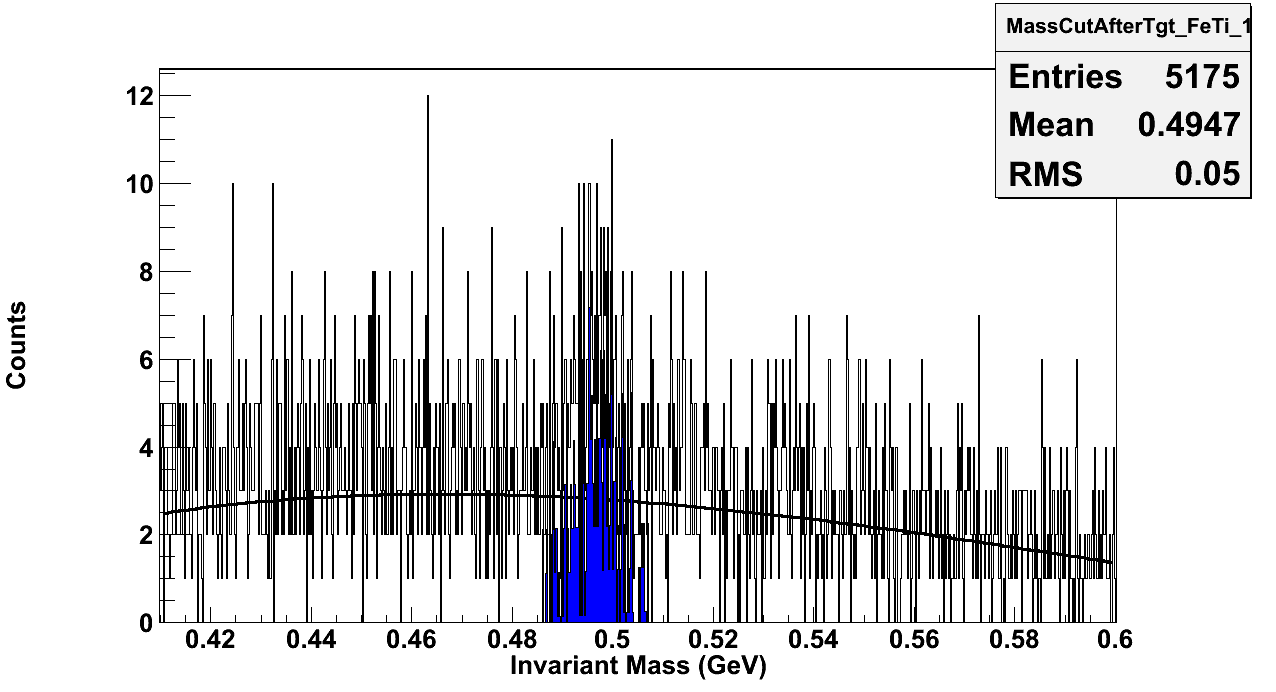 MassCutAfterTgt_FeTi_1
Entries 5175
Mean 0.4947
RMS 0.05
12
10
8
6
4
2
0
Counts
0.42 0.44 0.46 0.48 0.5 0.52 0.54 0.56 0.58 0.6
Invariant Mass (GeV)